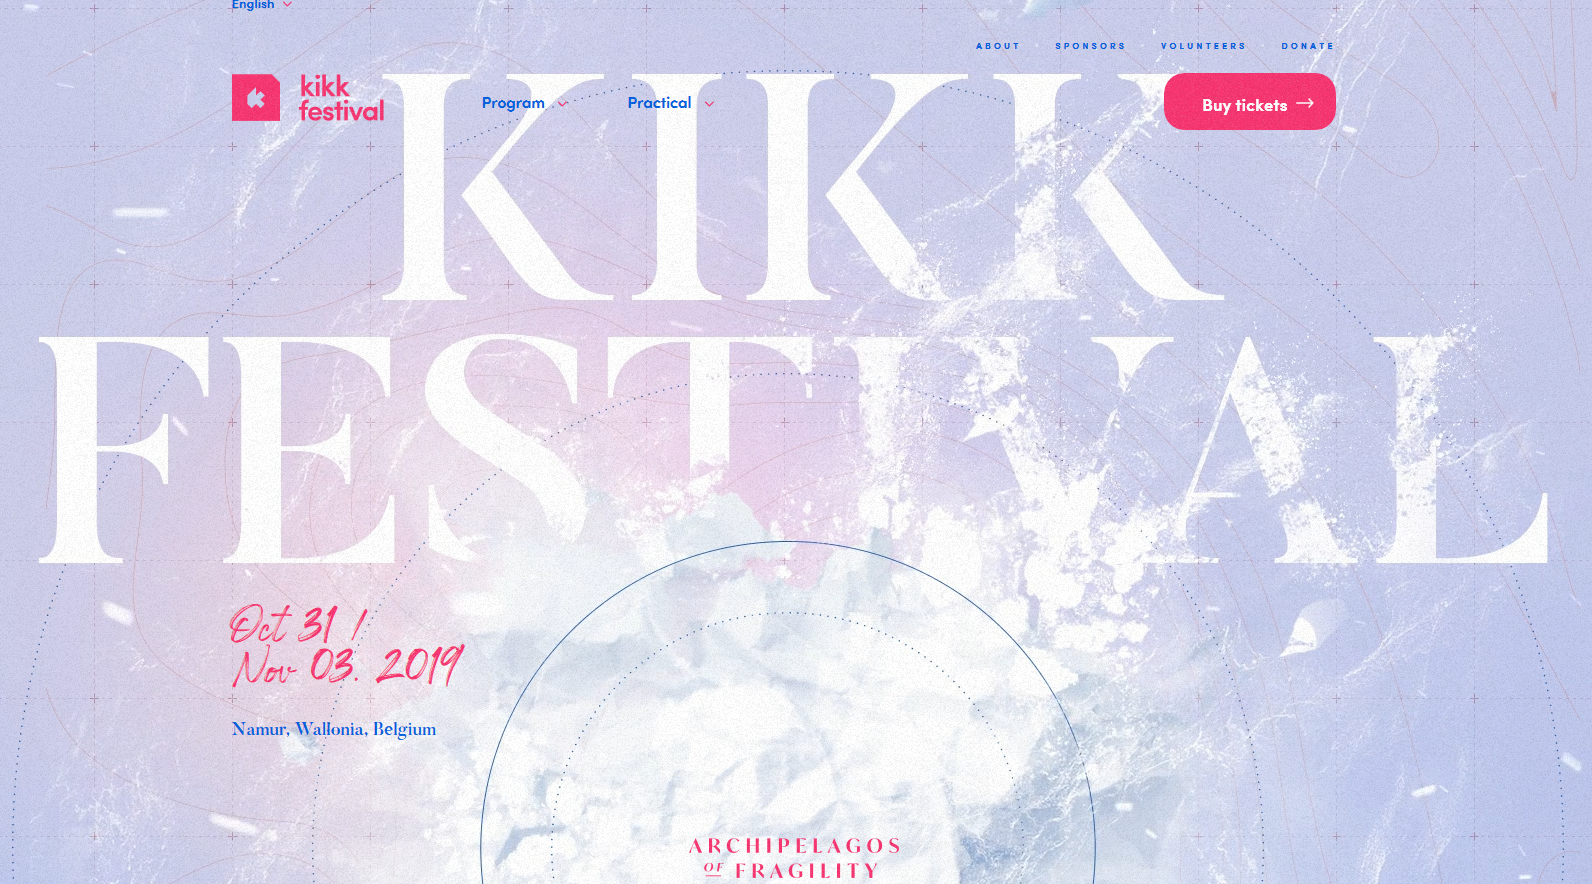 English
ABOUT
SPONSORS
VOLUNTEERS
DONATE
kikk
festival
Program
Practical
Buy tickets
KIKK
FESTIVAL
Oct 31 /
Nov 03. 2019
Namur, Wallonia, Belgium
ARCHIPELAGOS
OF FRAGILITY